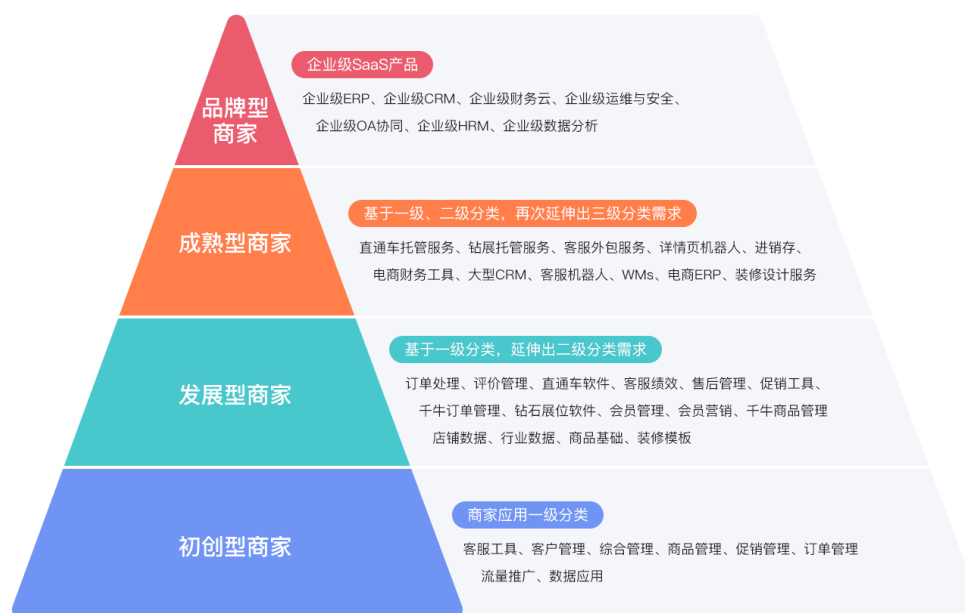 企业级SaaS产品
企业级ERP、企业级CRM、企业级财务云、企业级运维与安全、
企业级OA协同、企业级HRM、企业级数据分析
品牌型
商家
基于一级、二级分类，再次延伸出三级分类需求
直通车托管服务、钻展托管服务、客服外包服务、详情页机器人、进销存、
电商财务工具、大型CRM、客服机器人、WMs、电商ERP、装修设计服务
成熟型商家
基于一级分类，延伸出二级分类需求
订单处理、评价管理、直通车软件、客服绩效、售后管理、促销工具、
千牛订单管理、钻石展位软件、会员管理、会员营销、千牛商品管理
店铺数据、行业数据、商品基础、装修模板
发展型商家
商家应用一级分类
客服工具、客户管理、综合管理、商品管理、促销管理、订单管理
流量推广、数据应用
初创型商家